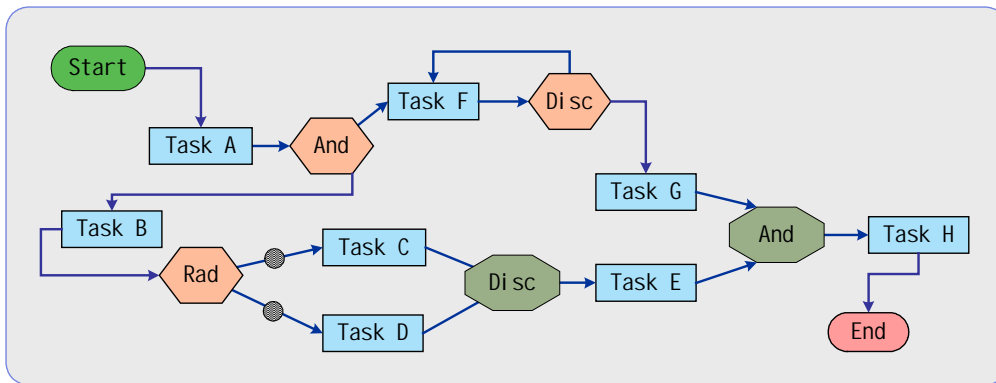 Start
Task F
Disc
Task A
And
Task G
Task B
And
Task H
Task C
Rad
Disc
Task E
Task D
End